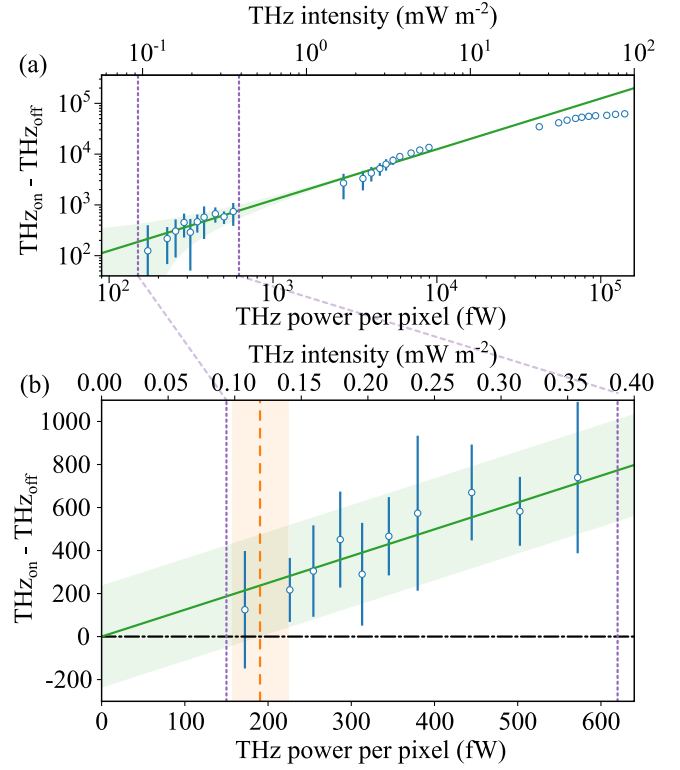 THz intensity (mW m⁻²)
10⁻¹ 10⁰ 10¹ 10²
(a)
10⁵
10⁴
10³
10²
THz_on - THz_off
10² 10³ 10⁴ 10⁵
THz power per pixel (fW)
THz intensity (mW m⁻²)
(b)
0.00 0.05 0.10 0.15 0.20 0.25 0.30 0.35 0.40
1000
800
600
400
200
0
-200
THz_on - THz_off
0 100 200 300 400 500 600
THz power per pixel (fW)